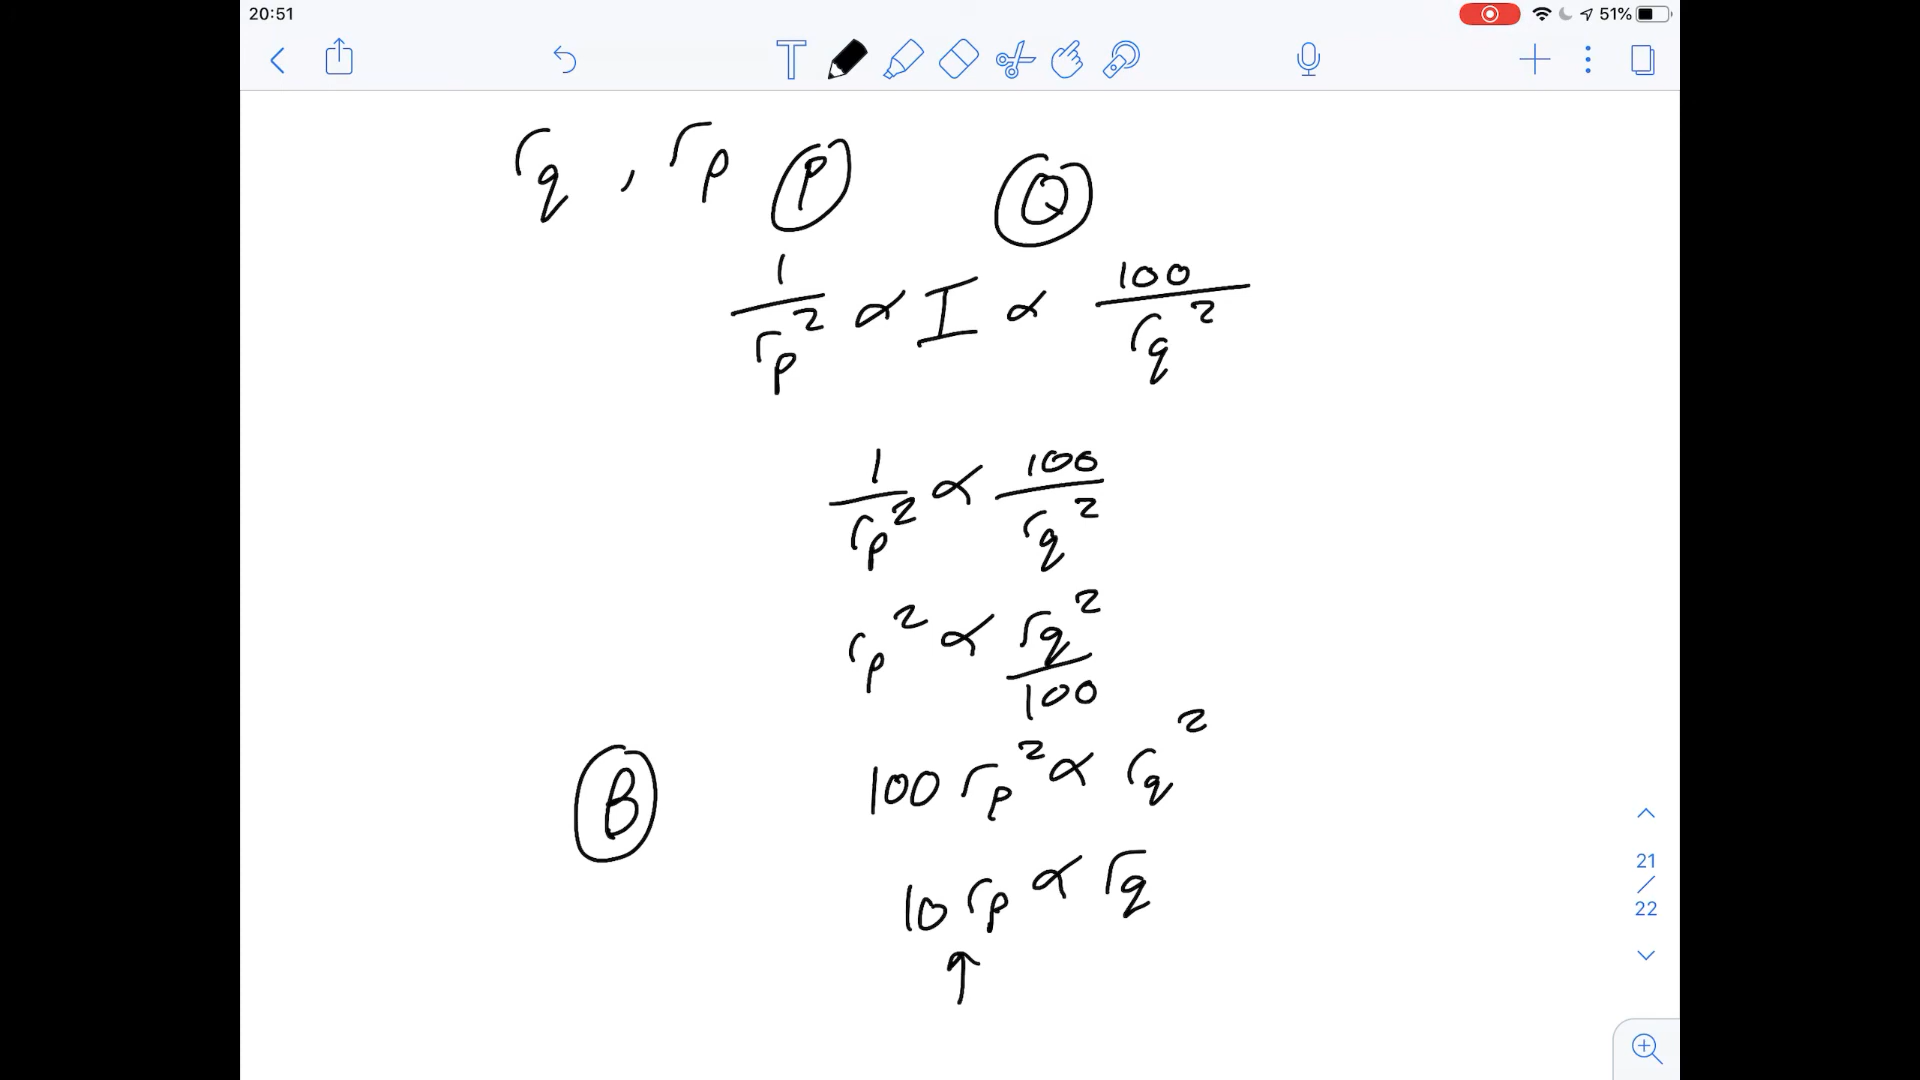 20:51
51%
T
r_q , r_p P Q
1/r_p² ∝ I ∝ 100/r_q²
1/r_p² ∝ 100/r_q²
r_p² ∝ r_q²/100
B 100 r_p² ∝ r_q²
10 r_p ∝ r_q
↑
21
/
22